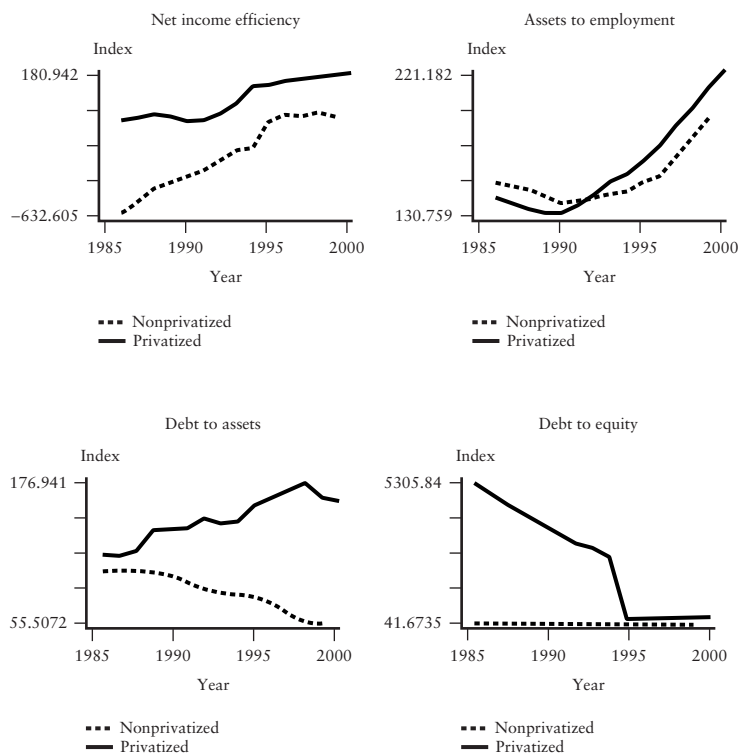 Net income efficiency
Index
180.942
−632.605
1985 1990 1995 2000
Year
Nonprivatized
Privatized
Assets to employment
Index
221.182
130.759
1985 1990 1995 2000
Year
Nonprivatized
Privatized
Debt to assets
Index
176.941
55.5072
1985 1990 1995 2000
Year
Nonprivatized
Privatized
Debt to equity
Index
5305.84
41.6735
1985 1990 1995 2000
Year
Nonprivatized
Privatized